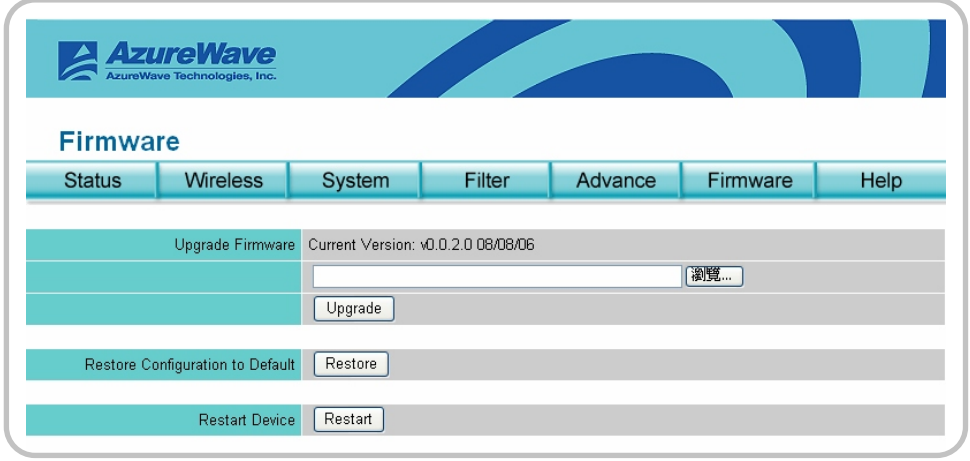 AzureWave
AzureWave Technologies, Inc.
Firmware
Status Wireless System Filter Advance Firmware Help
Upgrade Firmware Current Version: v0.0.2.0 08/08/06
瀏覽...
Upgrade
Restore Configuration to Default Restore
Restart Device Restart